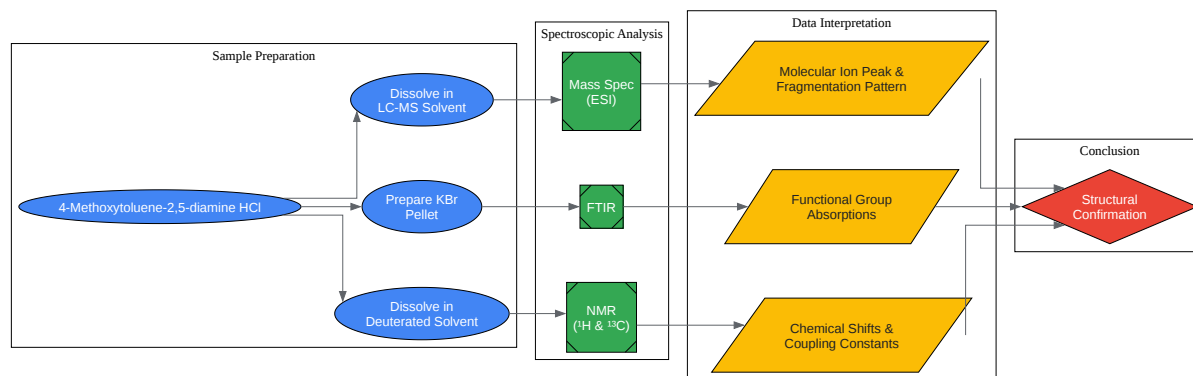 Sample Preparation
4-Methoxytoluene-2,5-diamine HCl
Dissolve in
LC-MS Solvent
Prepare KBr
Pellet
Dissolve in
Deuterated Solvent
Spectroscopic Analysis
Mass Spec
(ESI)
FTIR
NMR
(¹H & ¹³C)
Data Interpretation
Molecular Ion Peak &
Fragmentation Pattern
Functional Group
Absorptions
Chemical Shifts &
Coupling Constants
Conclusion
Structural
Confirmation